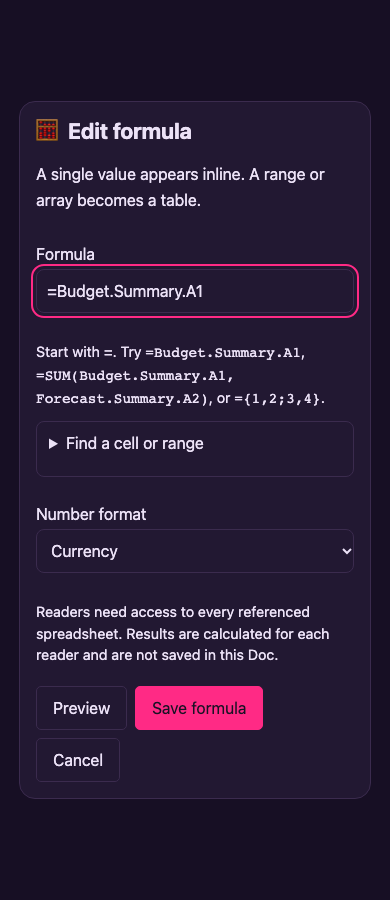 Edit formula
A single value appears inline. A range or
array becomes a table.
Formula
=Budget.Summary.A1
Start with =. Try =Budget.Summary.A1,
=SUM(Budget.Summary.A1,
Forecast.Summary.A2), or ={1,2;3,4}.
Find a cell or range
Number format
Currency
Readers need access to every referenced
spreadsheet. Results are calculated for each
reader and are not saved in this Doc.
Preview
Save formula
Cancel